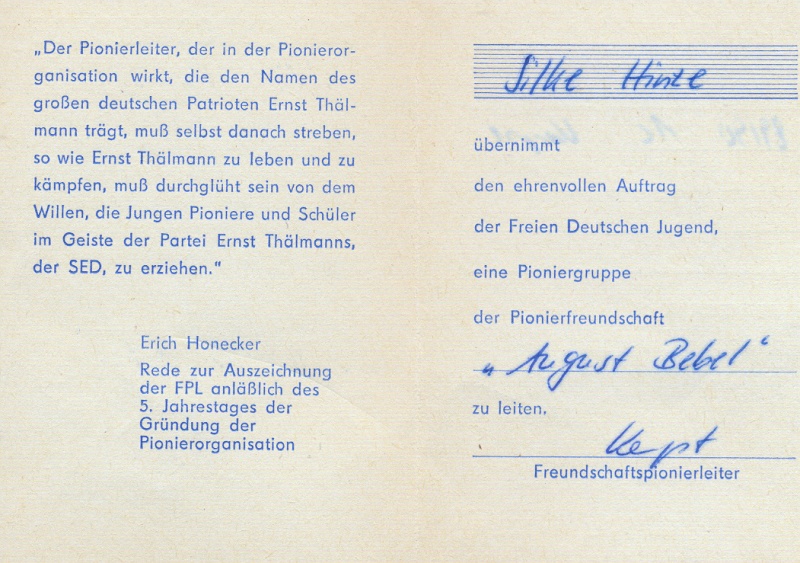 „Der Pionierleiter, der in der Pionieror-
ganisation wirkt, die den Namen des
großen deutschen Patrioten Ernst Thäl-
mann trägt, muß selbst danach streben,
so wie Ernst Thälmann zu leben und zu
kämpfen, muß durchglüht sein von dem
Willen, die Jungen Pioniere und Schüler
im Geiste der Partei Ernst Thälmanns,
der SED, zu erziehen."
Erich Honecker
Rede zur Auszeichnung
der FPL anläßlich des
5. Jahrestages der
Gründung der
Pionierorganisation
Silke Hinze
übernimmt
den ehrenvollen Auftrag
der Freien Deutschen Jugend,
eine Pioniergruppe
der Pionierfreundschaft
„August Bebel"
zu leiten.
Freundschaftspionierleiter